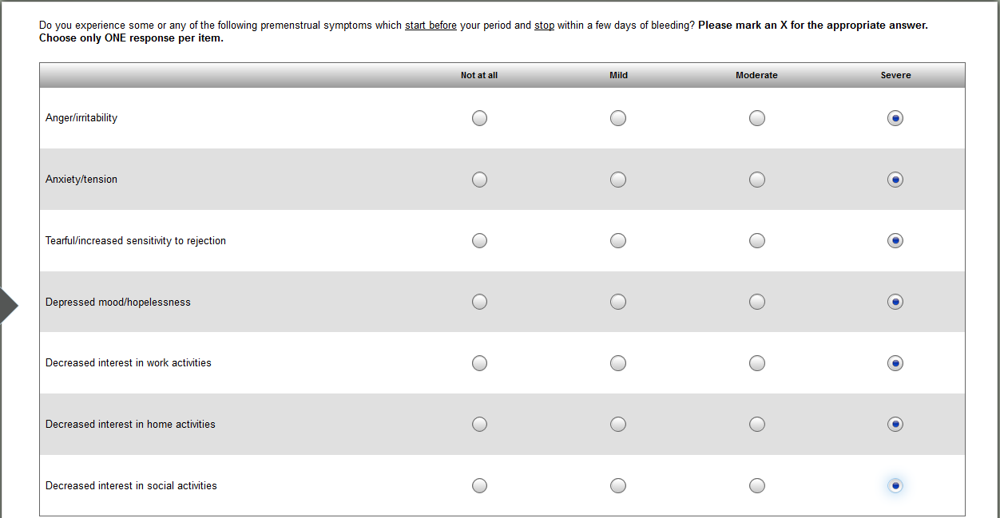 Do you experience some or any of the following premenstrual symptoms which start before your period and stop within a few days of bleeding? Please mark an X for the appropriate answer.
Choose only ONE response per item.
Not at all Mild Moderate Severe
Anger/irritability
Anxiety/tension
Tearful/increased sensitivity to rejection
Depressed mood/hopelessness
Decreased interest in work activities
Decreased interest in home activities
Decreased interest in social activities